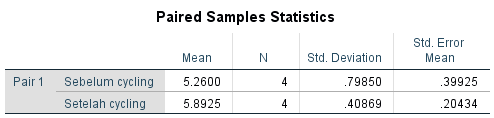 Paired Samples Statistics
Mean N Std. Deviation Std. Error Mean
Pair 1 Sebelum cycling 5.2600 4 .79850 .39925
Setelah cycling 5.8925 4 .40869 .20434